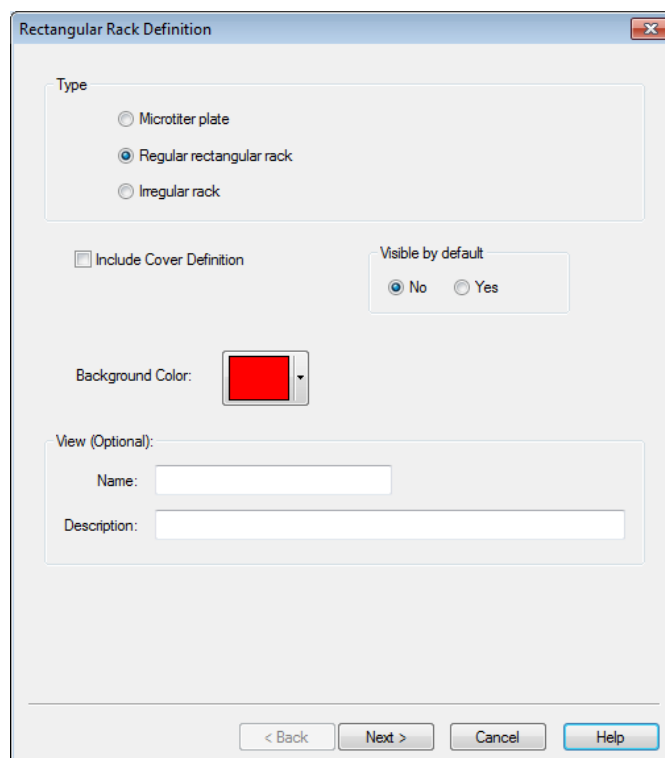 Rectangular Rack Definition
Type
Microtiter plate
Regular rectangular rack
Irregular rack
Include Cover Definition
Visible by default
No Yes
Background Color:
View (Optional):
Name:
Description:
< Back Next > Cancel Help